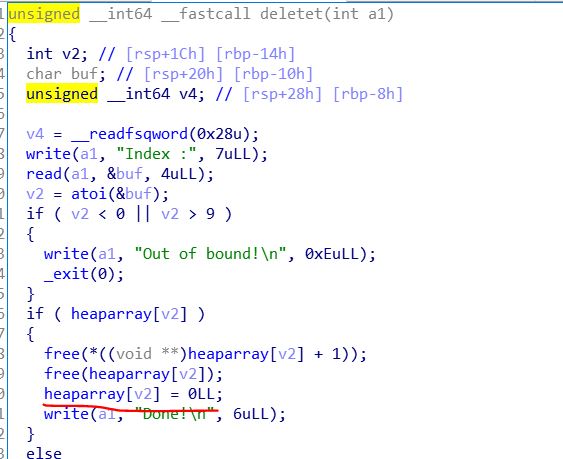 unsigned __int64 __fastcall deletet(int a1)
{
int v2; // [rsp+1Ch] [rbp-14h]
char buf; // [rsp+20h] [rbp-10h]
unsigned __int64 v4; // [rsp+28h] [rbp-8h]
v4 = __readfsqword(0x28u);
write(a1, "Index :", 7uLL);
read(a1, &buf, 4uLL);
v2 = atoi(&buf);
if ( v2 < 0 || v2 > 9 )
{
write(a1, "Out of bound!\n", 0xEuLL);
_exit(0);
}
if ( heaparray[v2] )
{
free(*((void **)heaparray[v2] + 1));
free(heaparray[v2]);
heaparray[v2] = 0LL;
write(a1, "Done!\n", 6uLL);
}
else